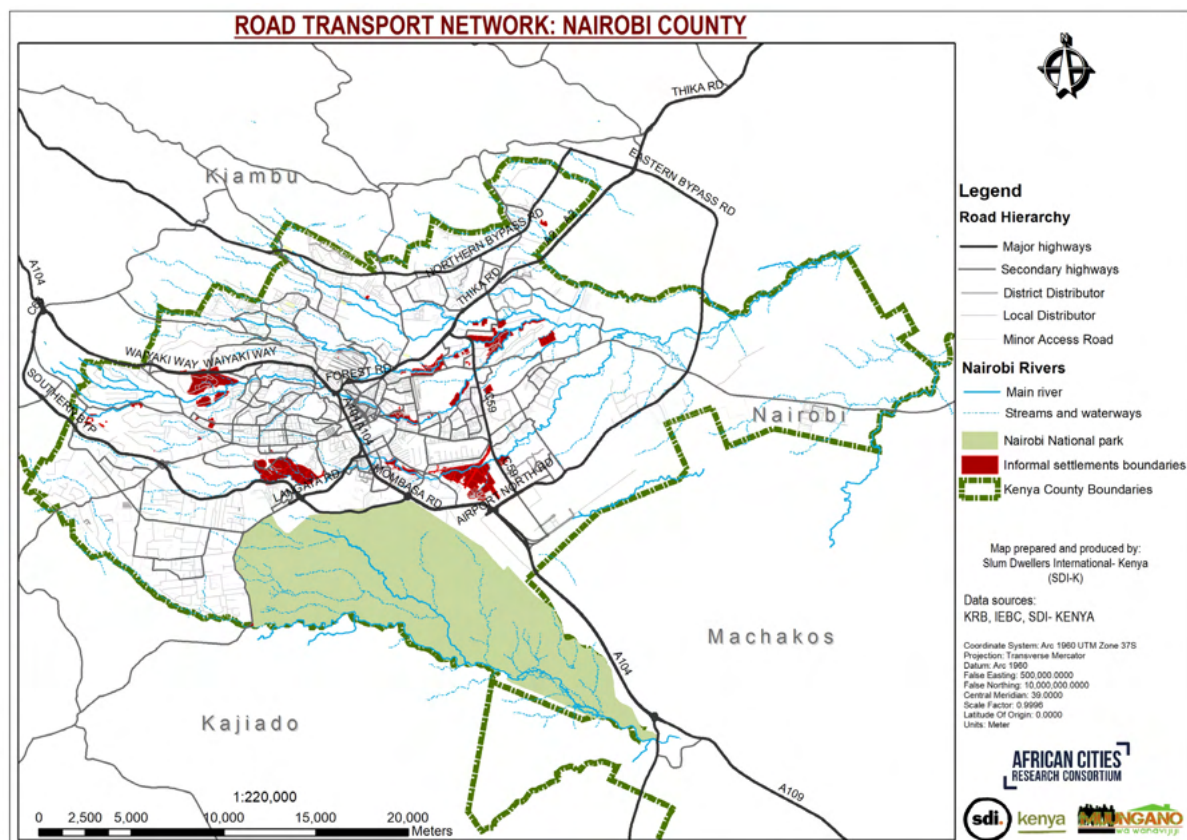 ROAD TRANSPORT NETWORK: NAIROBI COUNTY
N
THIKA RD
EASTERN BYPASS RD
Kiambu
NORTHERN BYPASS RD
A2 A2
THIKA RD
A104
WAIYAKI WAY WAIYAKI WAY
FOREST RD
SOUTHERN BYP
C59
Nairobi
A104
LANGATA RD
MOMBASA RD
C59
AIRPORT NORTH RD
Machakos
A104
Kajiado
A109
1:220,000
0 2,500 5,000 10,000 15,000 20,000
Meters
Legend
Road Hierarchy
Major highways
Secondary highways
District Distributor
Local Distributor
Minor Access Road
Nairobi Rivers
Main river
Streams and waterways
Nairobi National park
Informal settlements boundaries
Kenya County Boundaries
Map prepared and produced by:
Slum Dwellers International- Kenya
(SDI-K)
Data sources:
KRB, IEBC, SDI- KENYA
Coordinate System: Arc 1960 UTM Zone 37S
Projection: Transverse Mercator
Datum: Arc 1960
False Easting: 500,000.0000
False Northing: 10,000,000.0000
Central Meridian: 39.0000
Scale Factor: 0.9996
Latitude Of Origin: 0.0000
Units: Meter
AFRICAN CITIES
RESEARCH CONSORTIUM
sdi. kenya
MUUNGANO
wa wanavijiji